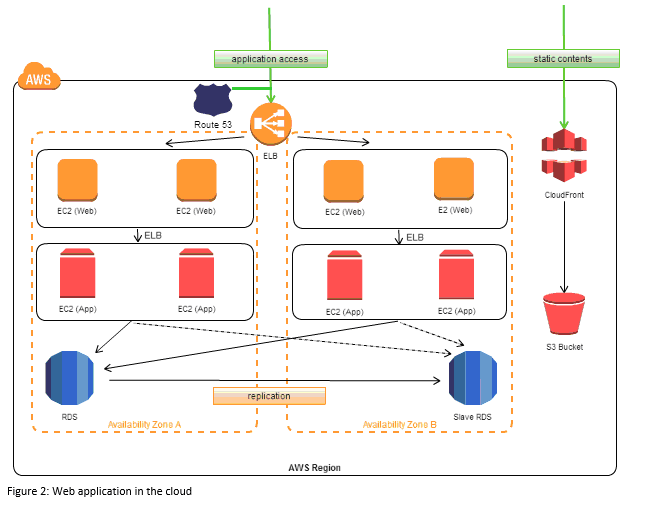 application access
static contents
AWS
Route 53
ELB
CloudFront
EC2 (Web)
EC2 (Web)
EC2 (Web)
E2 (Web)
ELB
ELB
EC2 (App)
EC2 (App)
EC2 (App)
EC2 (App)
S3 Bucket
RDS
replication
Slave RDS
Availability Zone A
Availability Zone B
AWS Region
Figure 2: Web application in the cloud